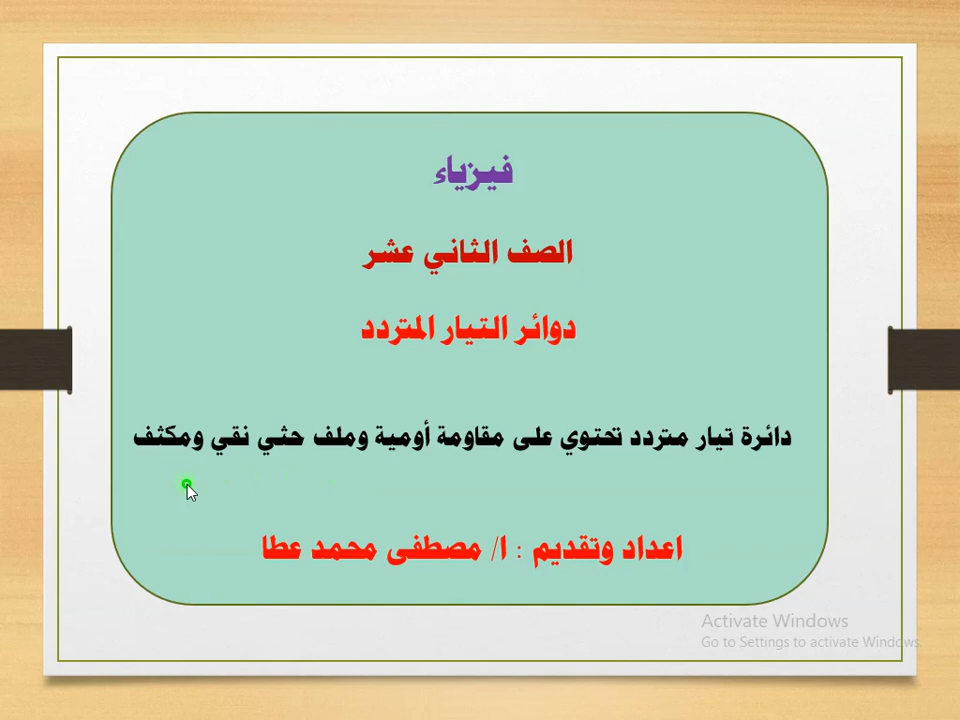 فيزياء
الصف الثاني عشر
دوائر التيار المتردد
دائرة تيار متردد تحتوي على مقاومة أومية وملف حثي نقي ومكثف
اعداد وتقديم : ا/ مصطفى محمد عطا
Activate Windows
Go to Settings to activate Windows.